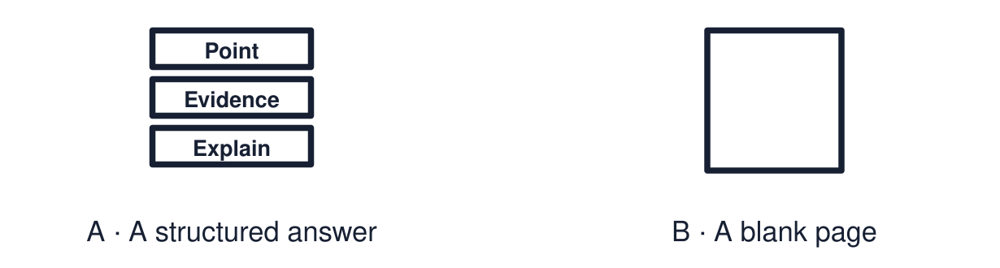 Point
Evidence
Explain
A · A structured answer
B · A blank page